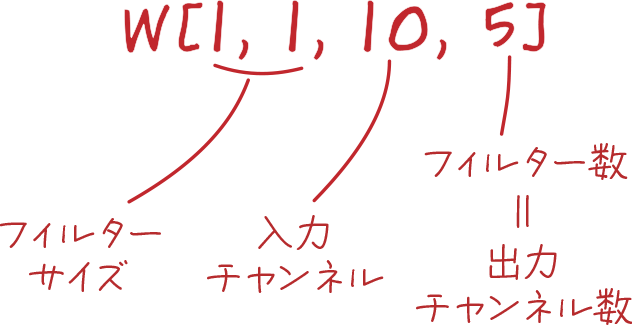 W[1, 1, 10, 5]
フィルター
サイズ
入力
チャンネル
フィルター数
=
出力
チャンネル数